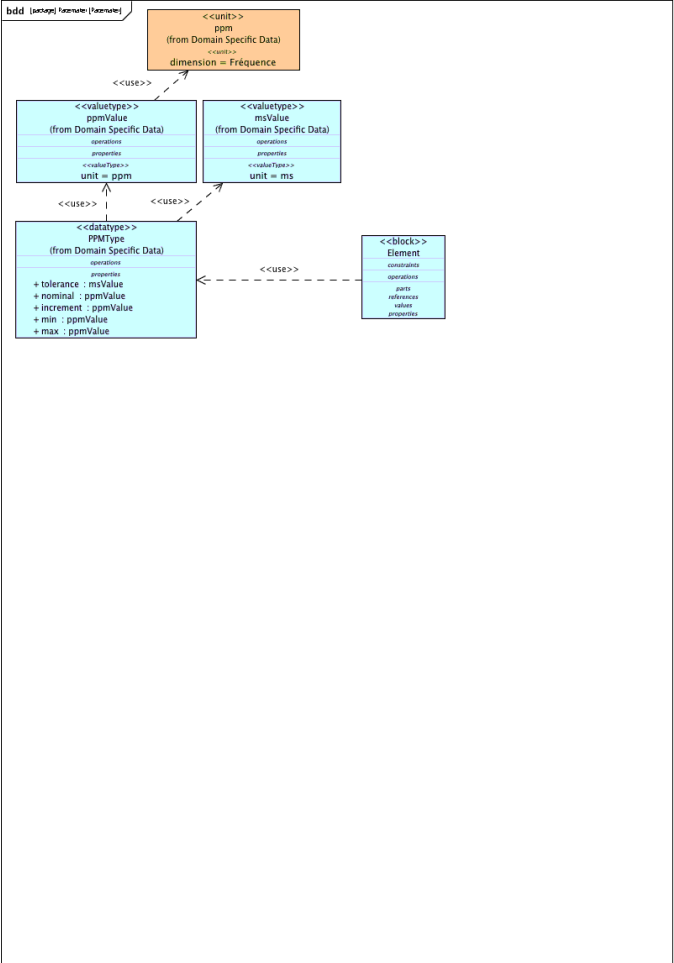 bdd [package] Pacemaker [Pacemaker]
<<unit>>
ppm
(from Domain Specific Data)
<<unit>>
dimension = Fréquence
<<use>>
<<valuetype>>
ppmValue
(from Domain Specific Data)
operations
properties
<<valueType>>
unit = ppm
<<valuetype>>
msValue
(from Domain Specific Data)
operations
properties
<<valueType>>
unit = ms
<<use>>
<<use>>
<<datatype>>
PPMType
(from Domain Specific Data)
operations
properties
+ tolerance : msValue
+ nominal : ppmValue
+ increment : ppmValue
+ min : ppmValue
+ max : ppmValue
<<use>>
<<block>>
Element
constraints
operations
parts
references
values
properties